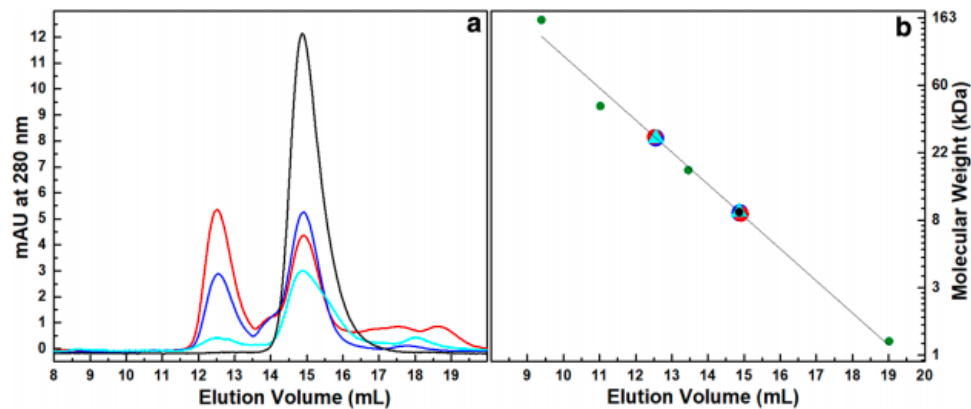 a
12
11
10
9
8
7
6
5
4
3
2
1
0
mAU at 280 nm
8 9 10 11 12 13 14 15 16 17 18 19
Elution Volume (mL)
b
163
60
22
8
3
1
Molecular Weight (kDa)
9 10 11 12 13 14 15 16 17 18 19 20
Elution Volume (mL)